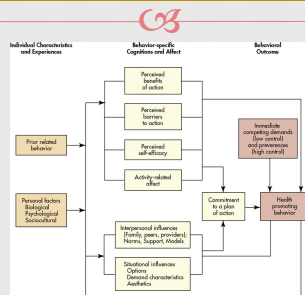 Individual Characteristics
and Experiences
Behavior-specific
Cognitions and Affect
Behavioral
Outcome
Perceived
benefits
of action
Perceived
barriers
to action
Perceived
self-efficacy
Activity-related
affect
Prior related
behavior
Personal factors
Biological
Psychological
Sociocultural
Interpersonal influences
(Family, peers, providers);
Norms, Support, Models
Situational influences
Options
Demand characteristics
Aesthetics
Immediate
competing demands
(low control)
and preferences
(high control)
Commitment
to a plan
of action
Health
promoting
behavior